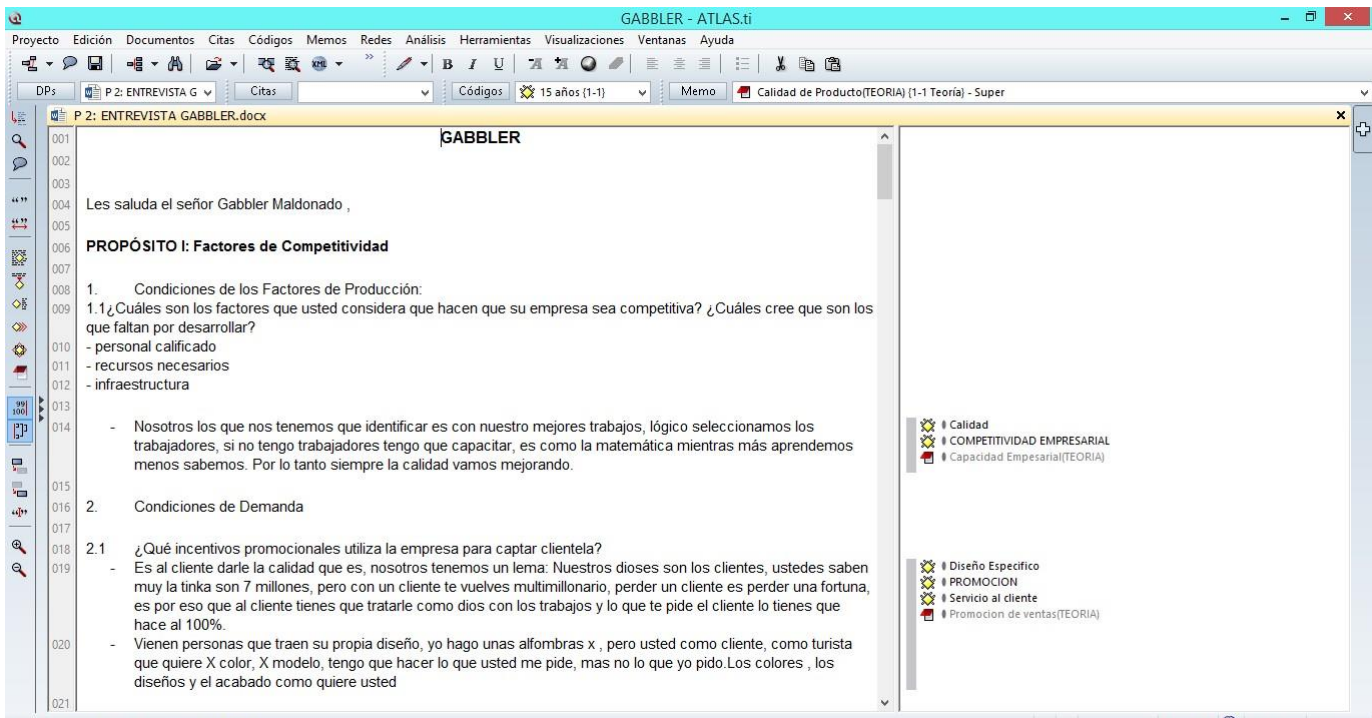 GABBLER - ATLAS.ti
Proyecto Edición Documentos Citas Códigos Memos Redes Análisis Herramientas Visualizaciones Ventanas Ayuda
B I U
DPs P 2: ENTREVISTA G Citas Códigos 15 años {1-1} Memo Calidad de Producto(TEORIA) {1-1 Teoría} - Super
P 2: ENTREVISTA GABBLER.docx
001 GABBLER
002
003
004 Les saluda el señor Gabbler Maldonado ,
005
006 PROPÓSITO I: Factores de Competitividad
007
008 1. Condiciones de los Factores de Producción:
009 1.1¿Cuáles son los factores que usted considera que hacen que su empresa sea competitiva? ¿Cuáles cree que son los
que faltan por desarrollar?
010 - personal calificado
011 - recursos necesarios
012 - infraestructura
013
014 - Nosotros los que nos tenemos que identificar es con nuestro mejores trabajos, lógico seleccionamos los
trabajadores, si no tengo trabajadores tengo que capacitar, es como la matemática mientras más aprendemos
menos sabemos. Por lo tanto siempre la calidad vamos mejorando.
Calidad
COMPETITIVIDAD EMPRESARIAL
Capacidad Empesarial(TEORIA)
015
016 2. Condiciones de Demanda
017
018 2.1 ¿Qué incentivos promocionales utiliza la empresa para captar clientela?
019 - Es al cliente darle la calidad que es, nosotros tenemos un lema: Nuestros dioses son los clientes, ustedes saben
muy la tinka son 7 millones, pero con un cliente te vuelves multimillonario, perder un cliente es perder una fortuna,
es por eso que al cliente tienes que tratarle como dios con los trabajos y lo que te pide el cliente lo tienes que
hace al 100%.
Diseño Especifico
PROMOCION
Servicio al cliente
Promocion de ventas(TEORIA)
020 - Vienen personas que traen su propia diseño, yo hago unas alfombras x , pero usted como cliente, como turista
que quiere X color, X modelo, tengo que hacer lo que usted me pide, mas no lo que yo pido.Los colores , los
diseños y el acabado como quiere usted
021